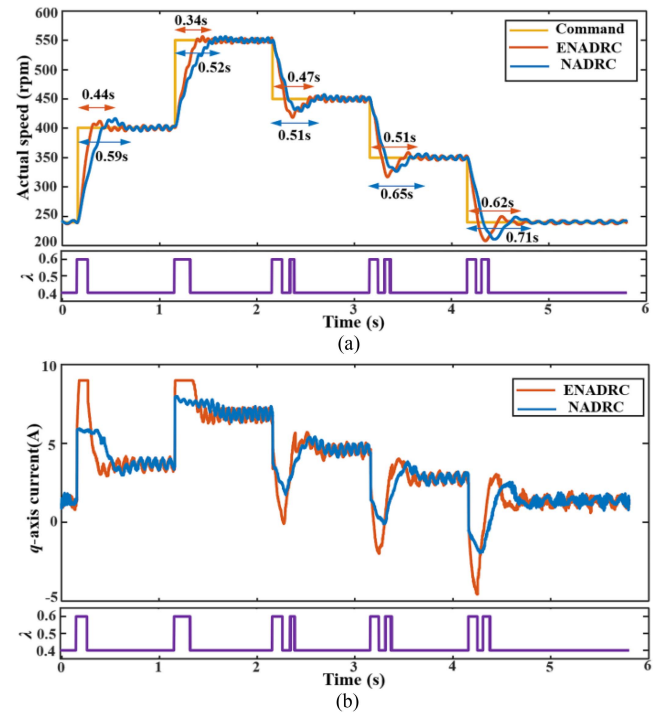 Actual speed (rpm)
550
450
400
350
300
250
200
0.34s
0.52s
0.44s
0.59s
0.47s
0.51s
0.51s
0.65s
0.62s
0.71s
Command
ENADRC
NADRC
λ
0.6
0.5
0.4
0 1 2 3 4 5 6
Time (s)
(a)
q-axis current(A)
10
5
0
-5
ENADRC
NADRC
λ
0.6
0.5
0.4
0 1 2 3 4 5 6
Time (s)
(b)